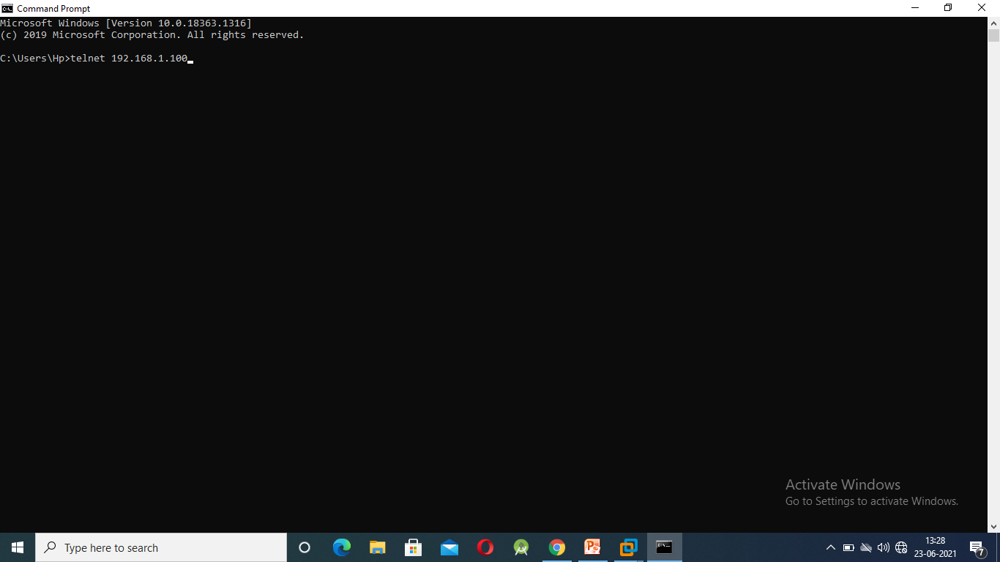 Command Prompt
Microsoft Windows [Version 10.0.18363.1316]
(c) 2019 Microsoft Corporation. All rights reserved.
C:\Users\Hp>telnet 192.168.1.100
Activate Windows
Go to Settings to activate Windows.
Type here to search
13:28
23-06-2021
7